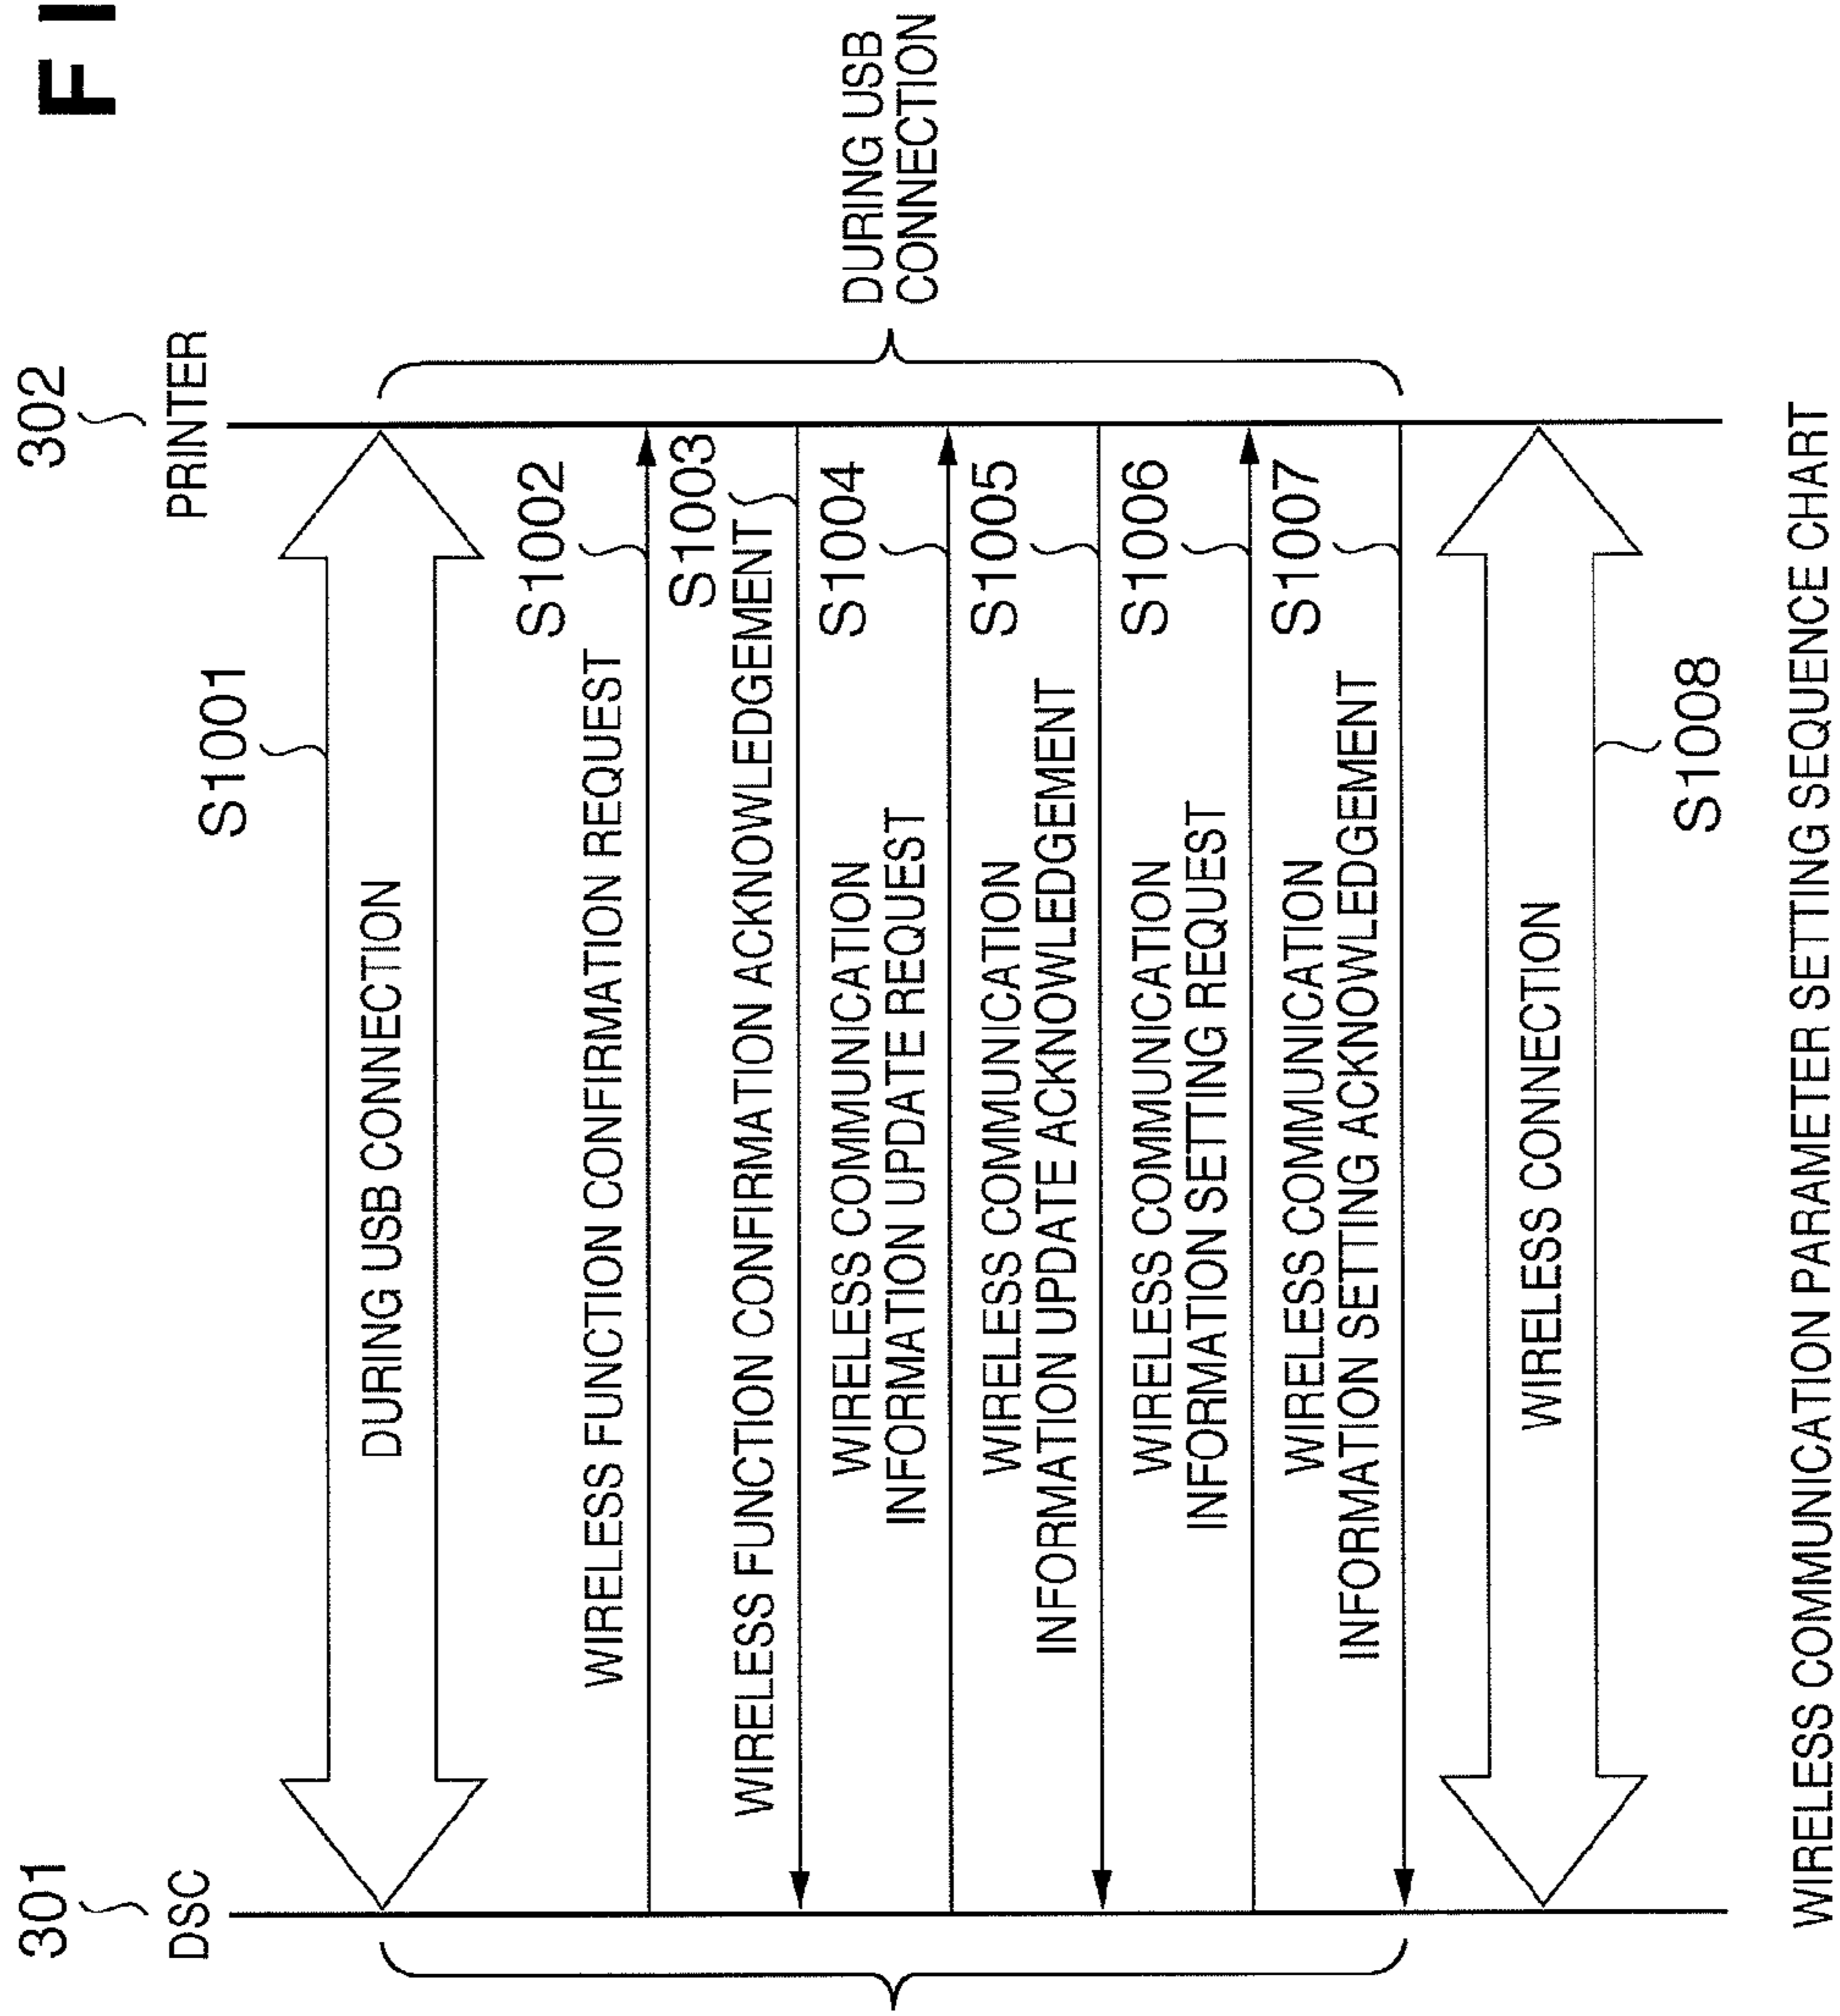 FI
301
302
DSC
PRINTER
S1001
DURING USB CONNECTION
S1002
WIRELESS FUNCTION CONFIRMATION REQUEST
S1003
WIRELESS FUNCTION CONFIRMATION ACKNOWLEDGEMENT
S1004
WIRELESS COMMUNICATION
INFORMATION UPDATE REQUEST
S1005
WIRELESS COMMUNICATION
INFORMATION UPDATE ACKNOWLEDGEMENT
S1006
WIRELESS COMMUNICATION
INFORMATION SETTING REQUEST
S1007
WIRELESS COMMUNICATION
INFORMATION SETTING ACKNOWLEDGEMENT
DURING USB
CONNECTION
WIRELESS CONNECTION
S1008
WIRELESS COMMUNICATION PARAMETER SETTING SEQUENCE CHART